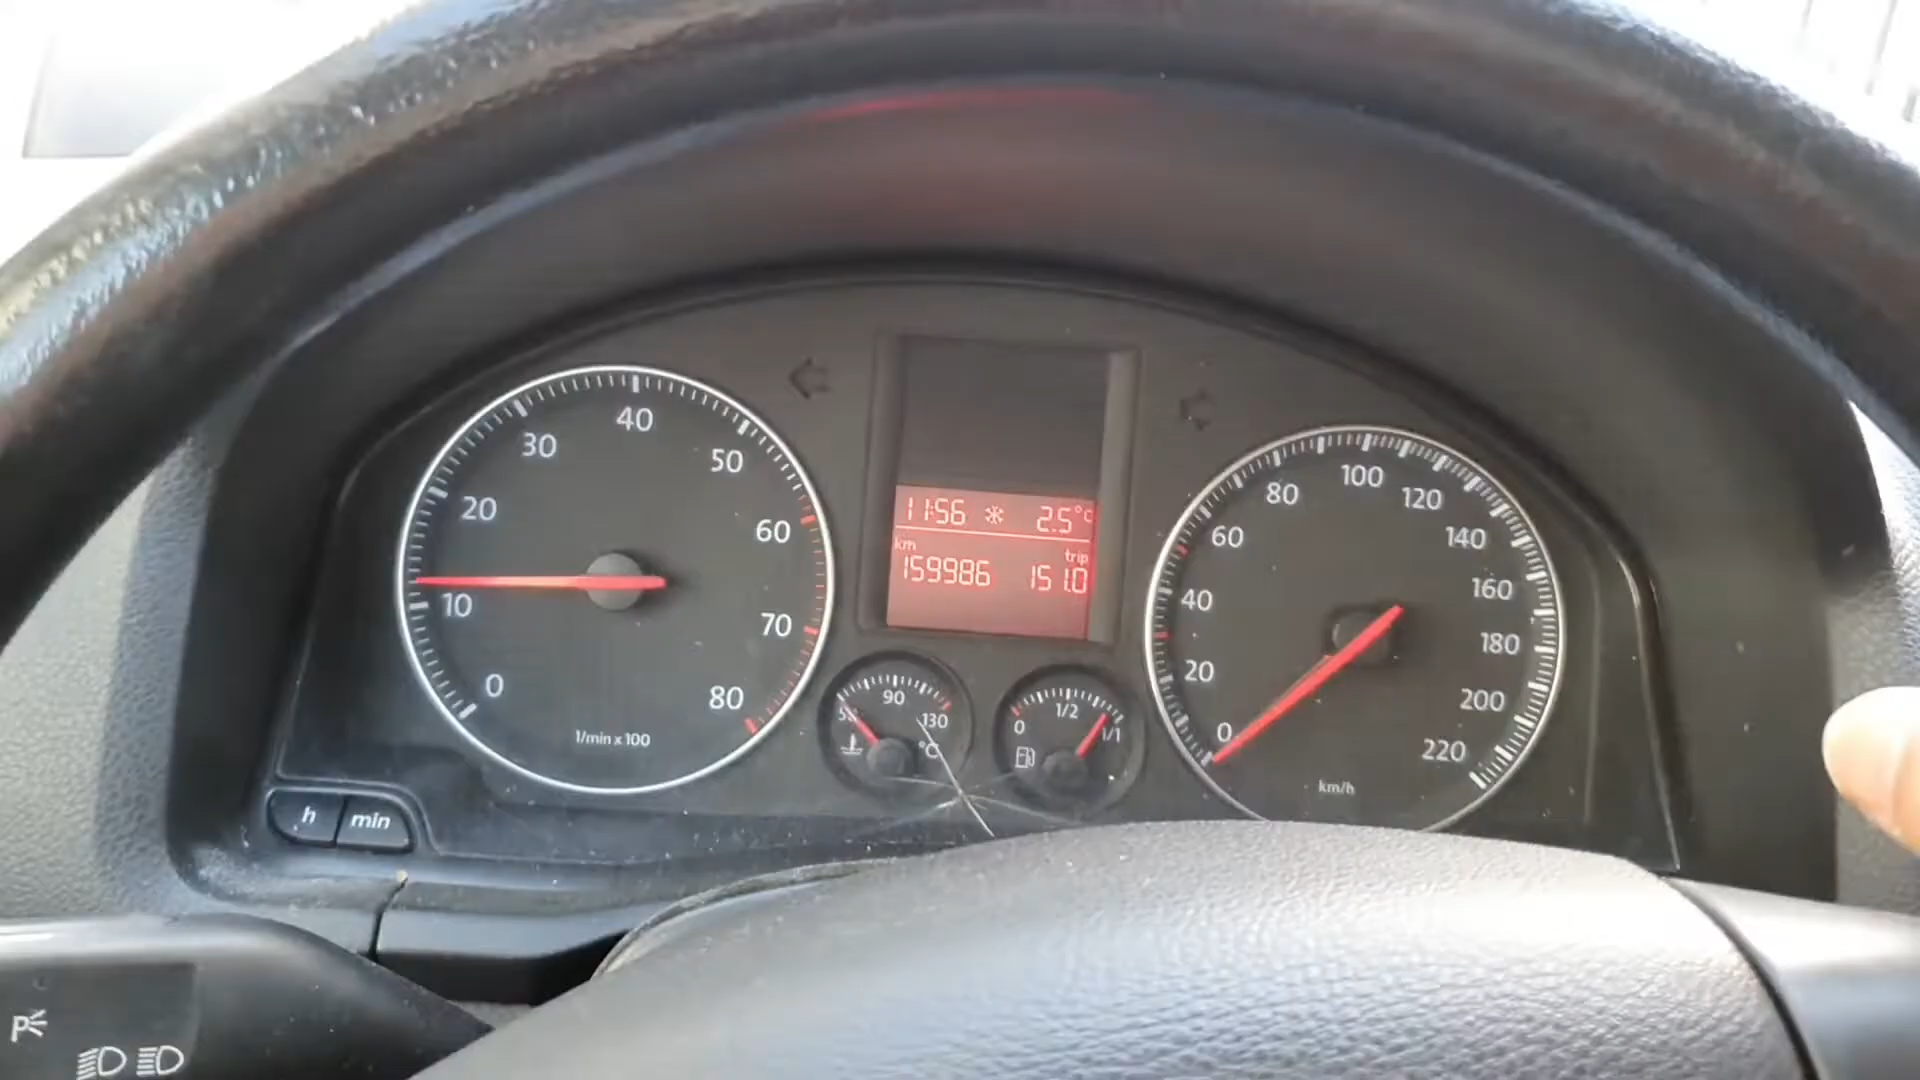 0 10 20 30 40 50 60 70 80
1/min x 100
11:56 2.5°C
km trip
159986 151.0
50 90 130
°C
0 1/2 1/1
0 20 40 60 80 100 120 140 160 180 200 220
km/h
h min
P